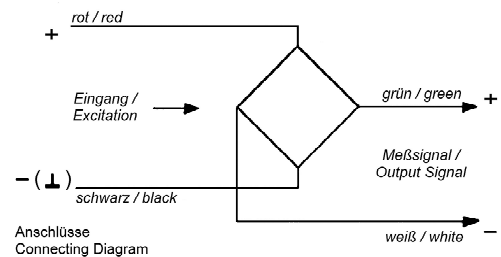 rot / red
+
grün / green
+
Eingang /
Excitation
Meßsignal /
Output Signal
– (⊥)
schwarz / black
Anschlüsse
Connecting Diagram
weiß / white
–